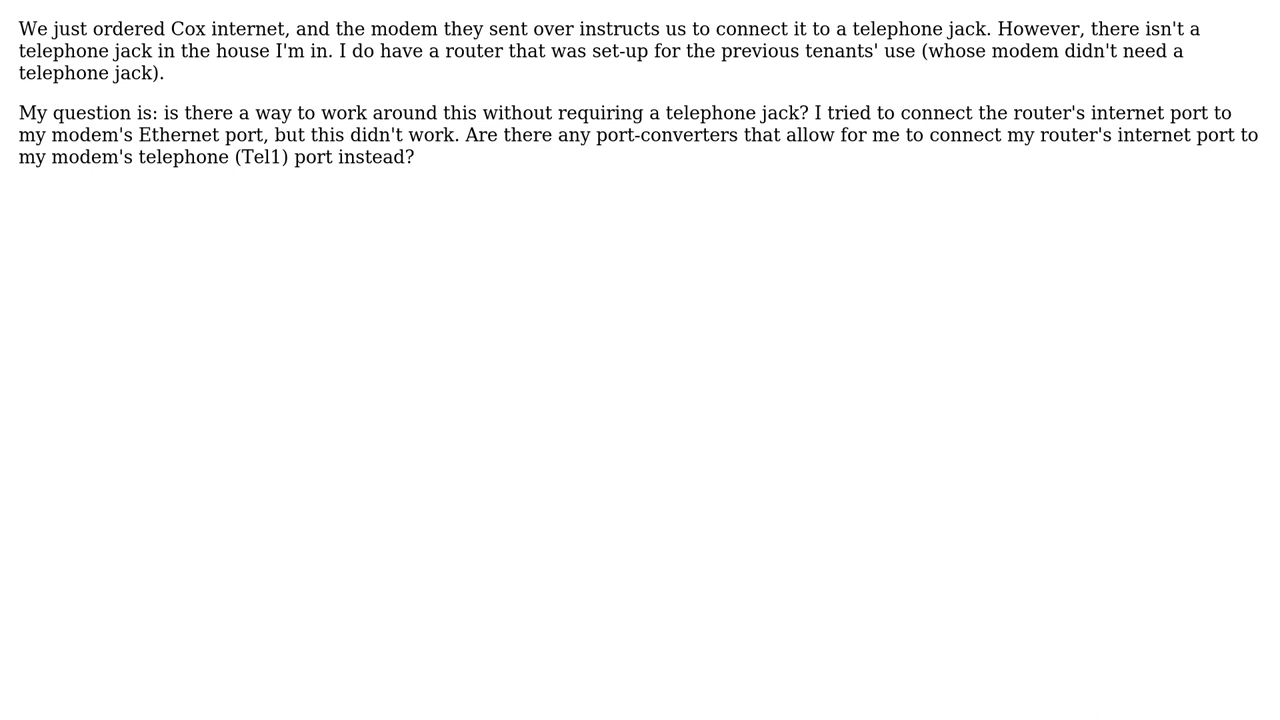 We just ordered Cox internet, and the modem they sent over instructs us to connect it to a telephone jack. However, there isn't a
telephone jack in the house I'm in. I do have a router that was set-up for the previous tenants' use (whose modem didn't need a
telephone jack).
My question is: is there a way to work around this without requiring a telephone jack? I tried to connect the router's internet port to
my modem's Ethernet port, but this didn't work. Are there any port-converters that allow for me to connect my router's internet port to
my modem's telephone (Tel1) port instead?